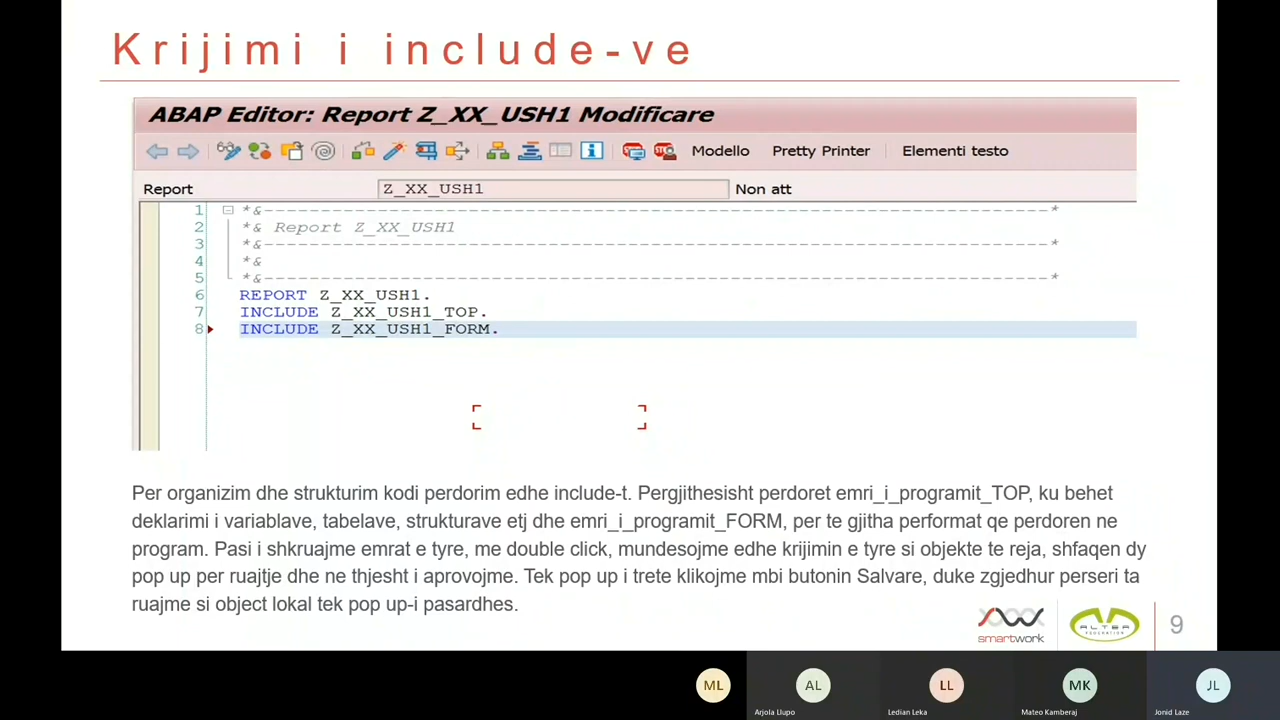 Krijimi i include-ve
ABAP Editor: Report Z_XX_USH1 Modificare
Modello Pretty Printer Elementi testo
Report Z_XX_USH1 Non att
1 *&---------------------------------------------------------------------*
2 *& Report Z_XX_USH1
3 *&---------------------------------------------------------------------*
4 *&
5 *&---------------------------------------------------------------------*
6 REPORT Z_XX_USH1.
7 INCLUDE Z_XX_USH1_TOP.
8 INCLUDE Z_XX_USH1_FORM.
Per organizim dhe strukturim kodi perdorim edhe include-t. Pergjithesisht perdoret emri_i_programit_TOP, ku behet
deklarimi i variablave, tabelave, strukturave etj dhe emri_i_programit_FORM, per te gjitha performat qe perdoren ne
program. Pasi i shkruajme emrat e tyre, me double click, mundesojme edhe krijimin e tyre si objekte te reja, shfaqen dy
pop up per ruajtje dhe ne thjesht i aprovojme. Tek pop up i trete klikojme mbi butonin Salvare, duke zgjedhur perseri ta
ruajme si object lokal tek pop up-i pasardhes.
smartwork
ALTEA
FEDERATION
9
ML AL LL MK JL
Arjola Llupo Ledian Leka Mateo Kamberaj Jonid Laze